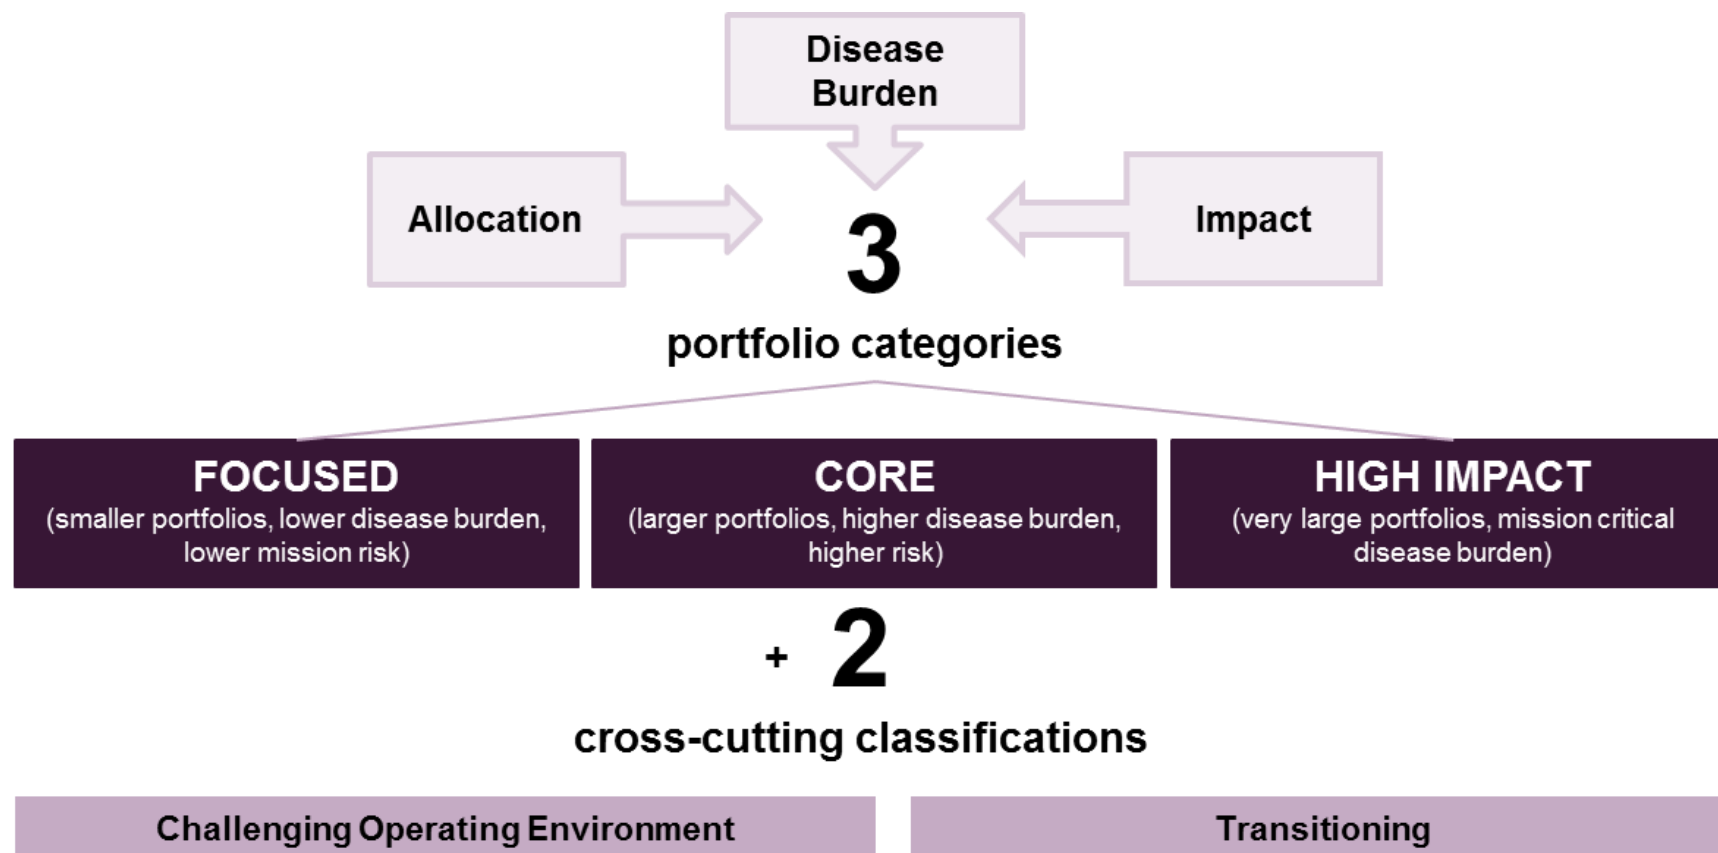 Disease
Burden
Allocation
Impact
3
portfolio categories
FOCUSED
(smaller portfolios, lower disease burden,
lower mission risk)
CORE
(larger portfolios, higher disease burden,
higher risk)
HIGH IMPACT
(very large portfolios, mission critical
disease burden)
+ 2
cross-cutting classifications
Challenging Operating Environment
Transitioning